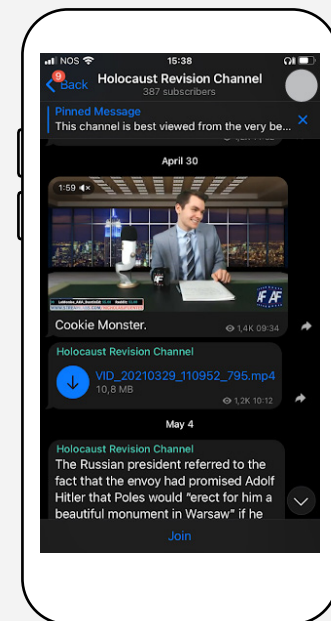 NOS
15:38
9
Back
Holocaust Revision Channel
387 subscribers
Pinned Message
This channel is best viewed from the very be...
April 30
1:59
AF AF
Cookie Monster.
1,4K 09:34
Holocaust Revision Channel
VID_20210329_110952_795.mp4
10,8 MB
1,2K 10:12
May 4
Holocaust Revision Channel
The Russian president referred to the
fact that the envoy had promised Adolf
Hitler that Poles would "erect for him a
beautiful monument in Warsaw" if he
Join